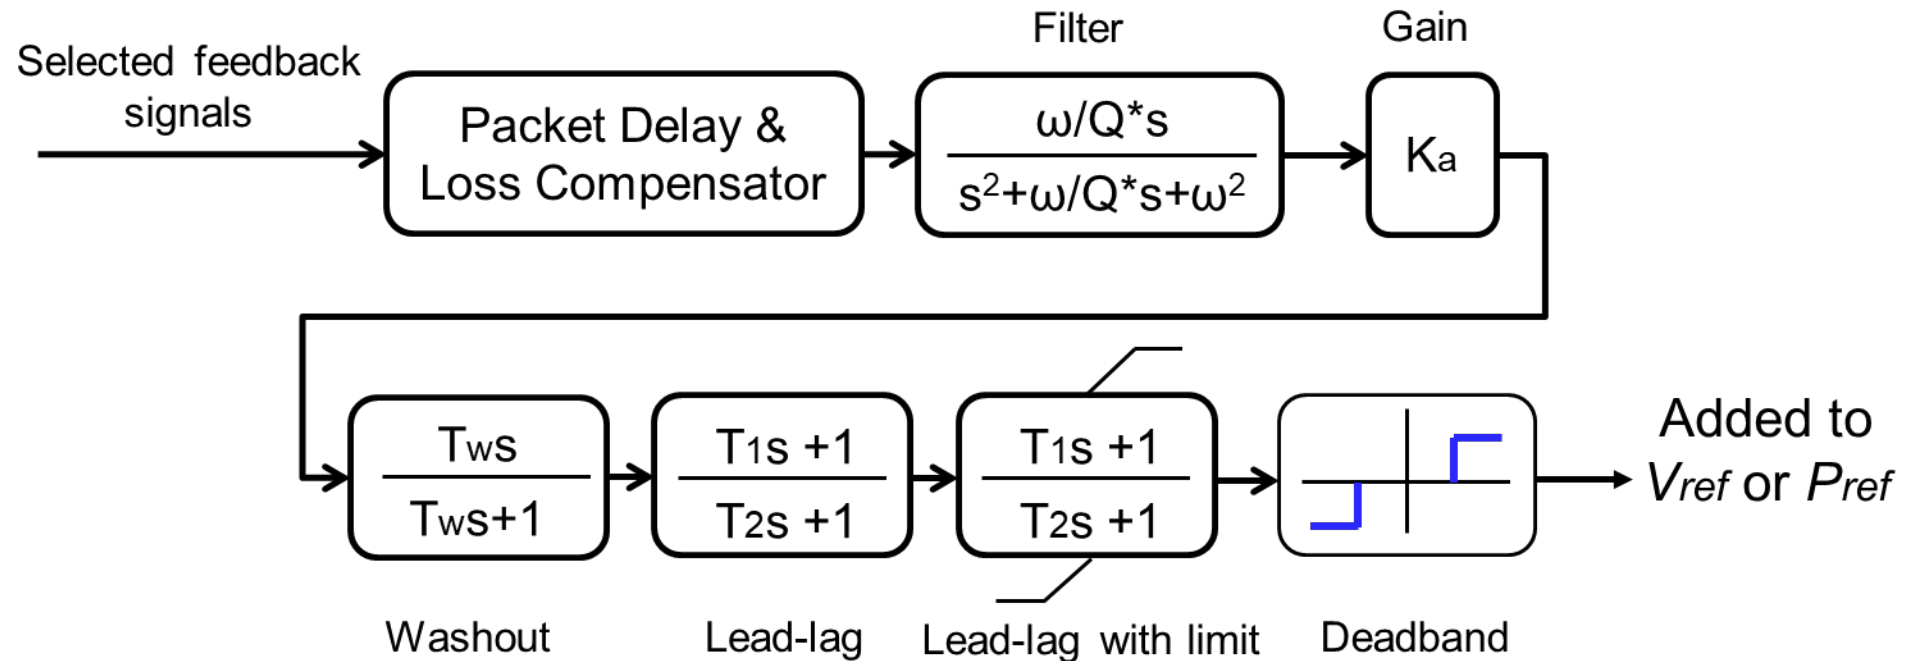 Selected feedback
signals
Packet Delay &
Loss Compensator
Filter
ω/Q*s
s²+ω/Q*s+ω²
Gain
Ka
Tws
Tws+1
Washout
T1s +1
T2s +1
Lead-lag
T1s +1
T2s +1
Lead-lag with limit
Deadband
Added to
Vref or Pref